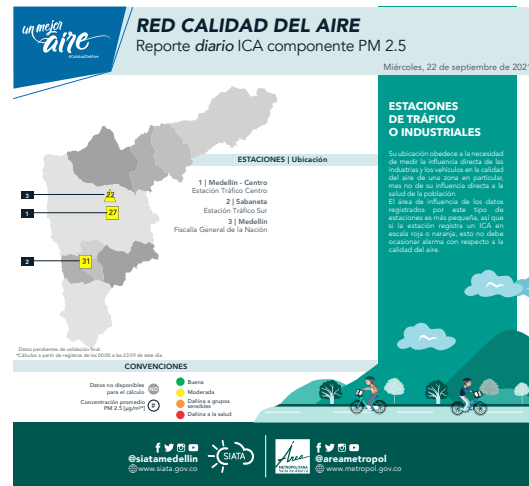 un mejor
aire
#CalidadDelAire
RED CALIDAD DEL AIRE
Reporte diario ICA componente PM 2.5
Miércoles, 22 de septiembre de 2021
ESTACIONES | Ubicación
1 | Medellín - Centro
Estación Tráfico Centro
2 | Sabaneta
Estación Tráfico Sur
3 | Medellín
Fiscalía General de la Nación
3
22
1
27
2
31
ESTACIONES
DE TRÁFICO
O INDUSTRIALES
Su ubicación obedece a la necesidad
de medir la influencia directa de las
industrias y los vehículos en la calidad
del aire de una zona en particular,
mas no de su influencia directa a la
salud de la población.
El área de influencia de los datos
registrados por este tipo de
estaciones es más pequeña, así que
si la estación registra un ICA en
escala roja o naranja, esto no debe
ocasionar alarma con respecto a la
calidad del aire.
Datos pendientes de validación final.
*Cálculos a partir de registros de las 00:00 a las 23:59 de este día.
CONVENCIONES
Datos no disponibles
para el cálculo
ND
Concentración promedio
PM 2.5 [µg/m³*]
#
Buena
Moderada
Dañina a grupos
sensibles
Dañina a la salud
@siatamedellin
www.siata.gov.co
SIATA
Área
METROPOLITANA
Valle de Aburrá
@areametropol
www.metropol.gov.co